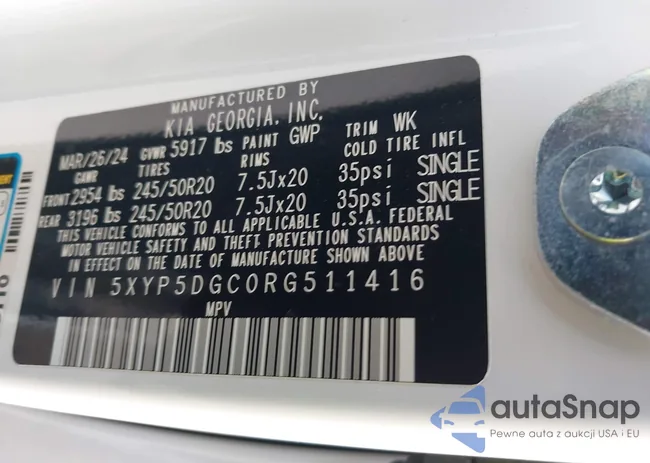 MANUFACTURED BY
KIA GEORGIA, INC.
MAR/26/24 GVWR 5917 lbs PAINT GWP TRIM WK
GAWR TIRES RIMS COLD TIRE INFL
FRONT 2954 lbs 245/50R20 7.5Jx20 35psi SINGLE
REAR 3196 lbs 245/50R20 7.5Jx20 35psi SINGLE
THIS VEHICLE CONFORMS TO ALL APPLICABLE U.S.A. FEDERAL
MOTOR VEHICLE SAFETY AND THEFT PREVENTION STANDARDS
IN EFFECT ON THE DATE OF MANUFACTURE SHOWN ABOVE.
VIN 5XYP5DGC0RG511416
MPV
autaSnap
Pewne auta z aukcji USA i EU